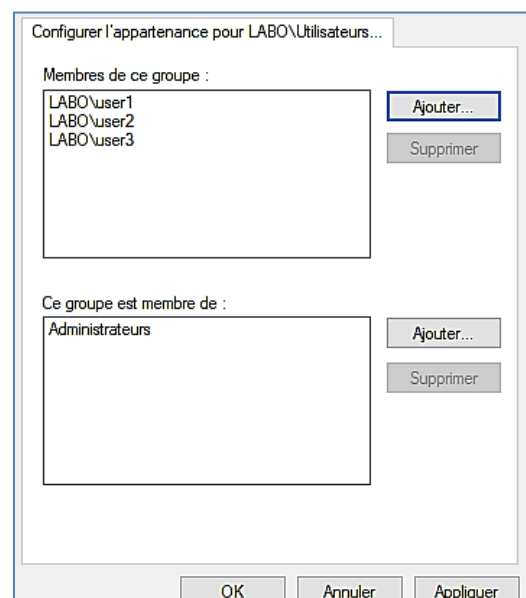 Configurer l'appartenance pour LABO\Utilisateurs...
Membres de ce groupe :
LABO\user1
LABO\user2
LABO\user3
Ajouter...
Supprimer
Ce groupe est membre de :
Administrateurs
Ajouter...
Supprimer
OK
Annuler
Appliquer